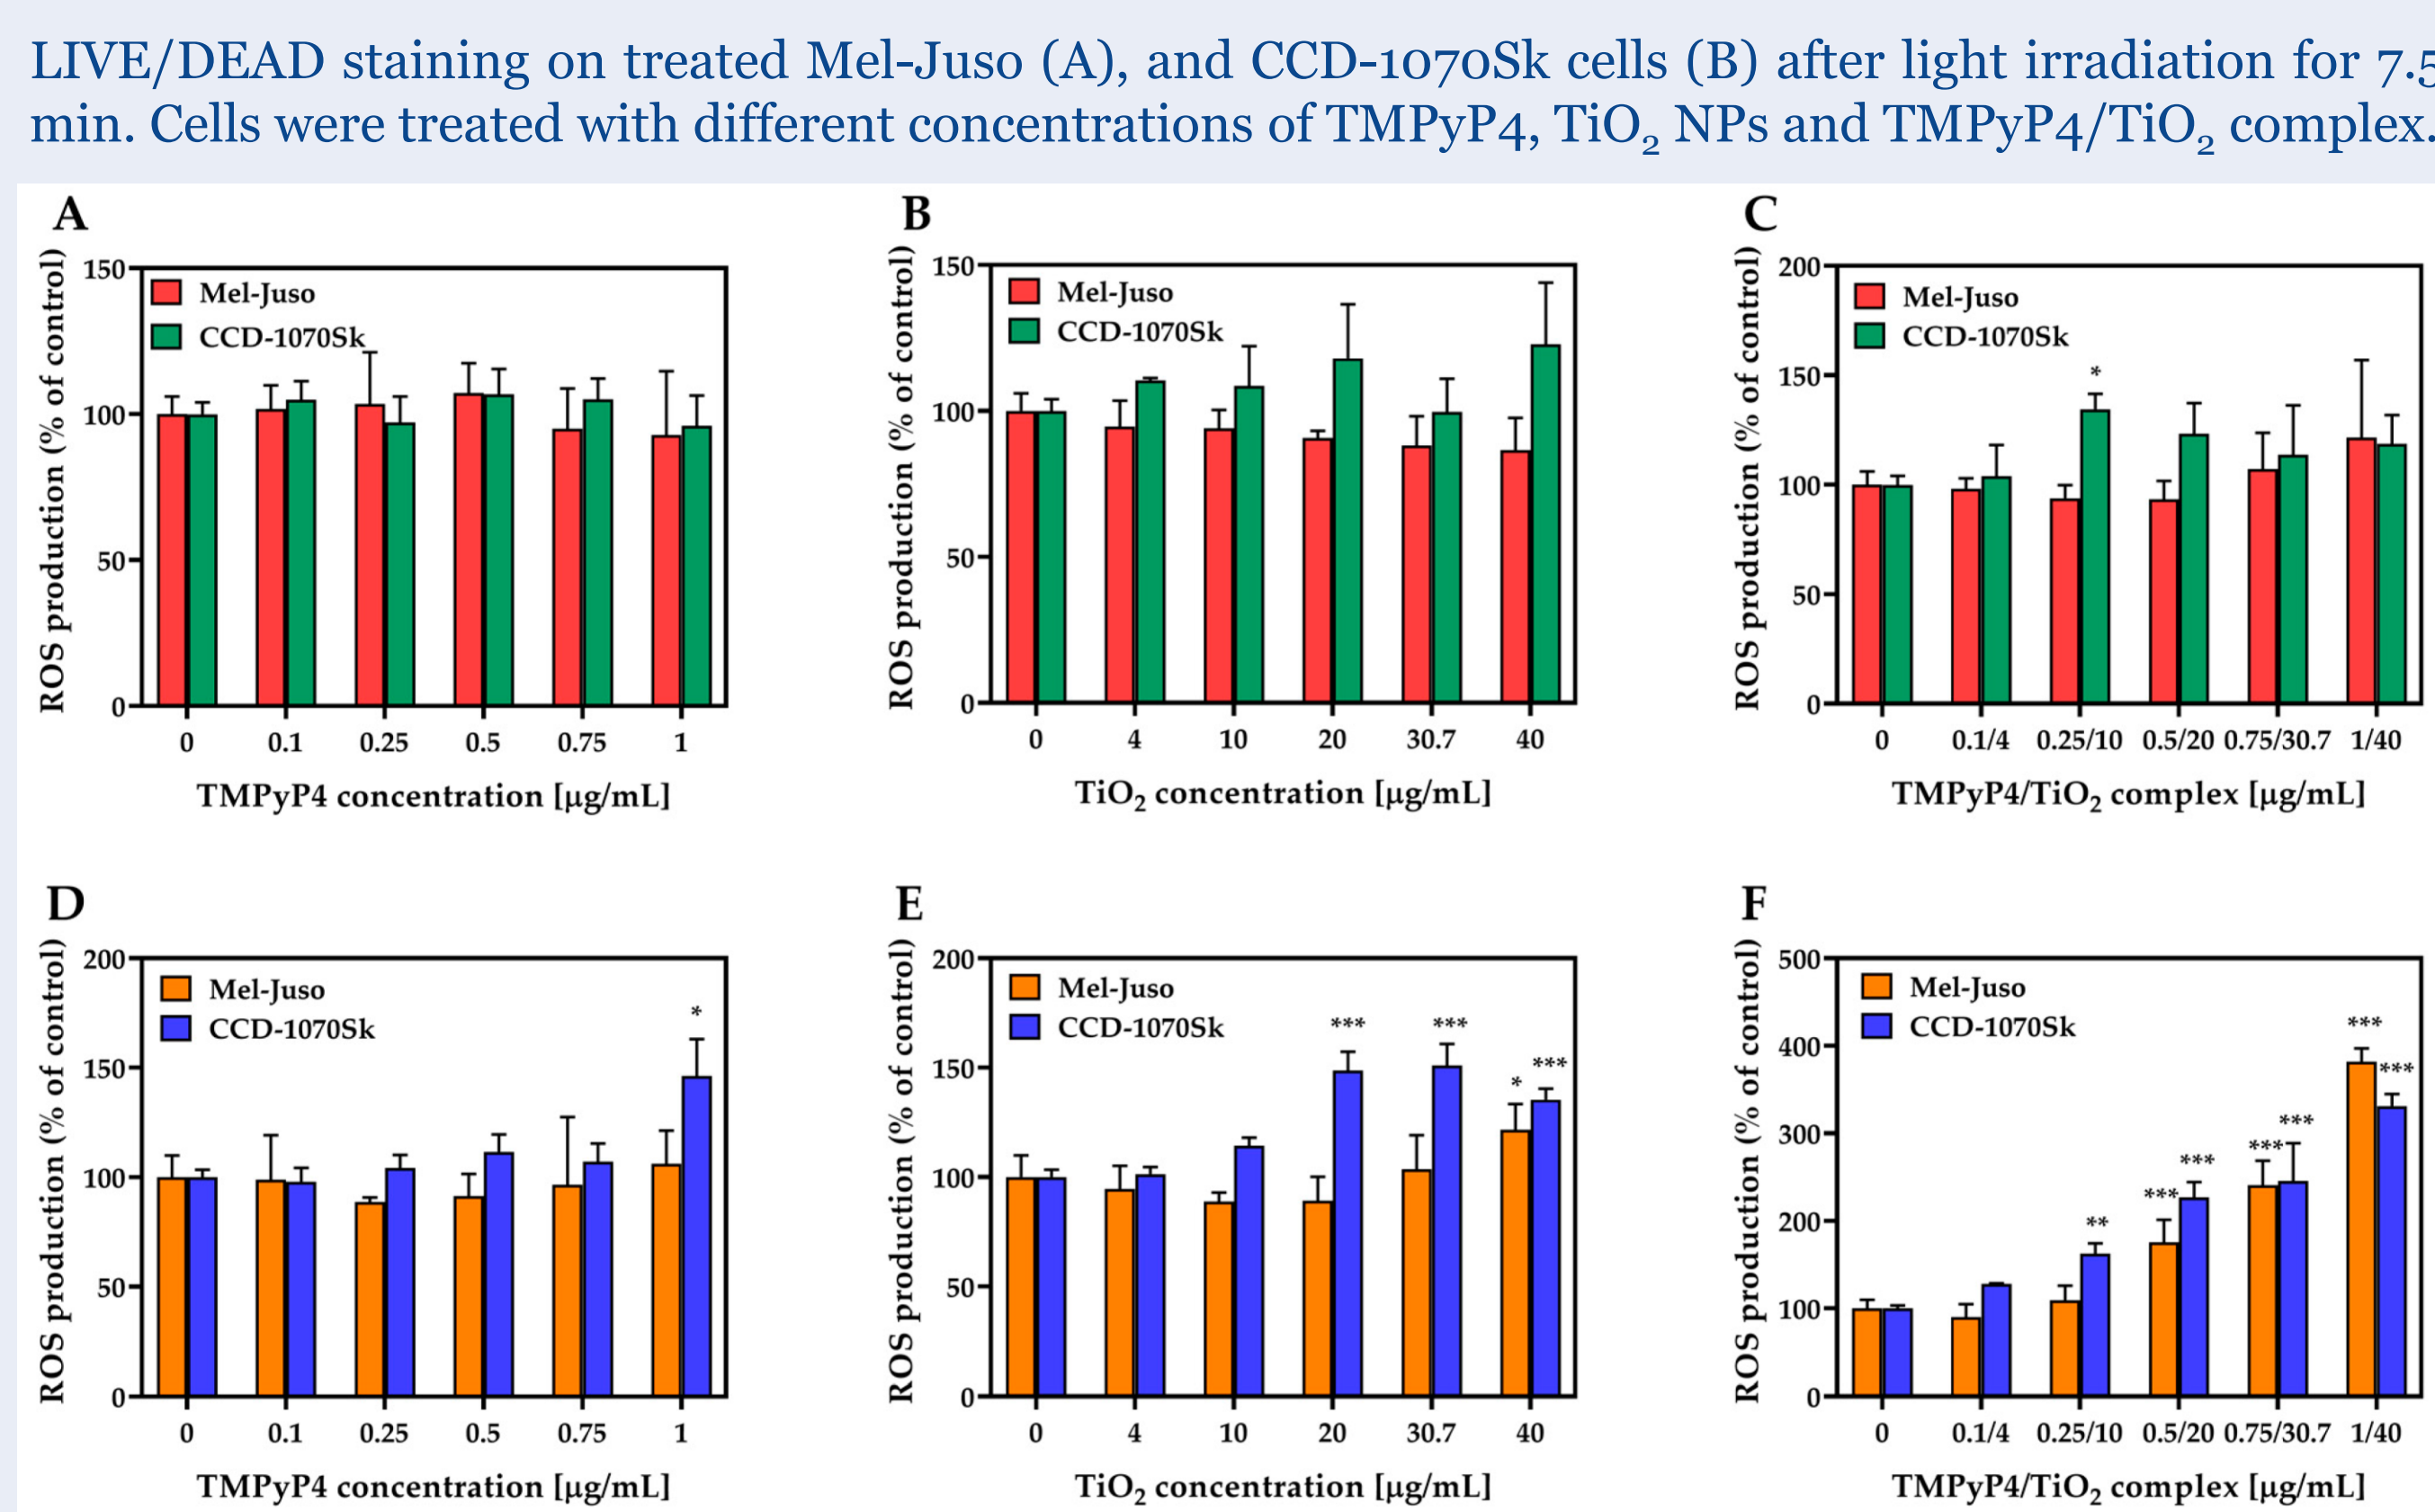 LIVE/DEAD staining on treated Mel-Juso (A), and CCD-1070Sk cells (B) after light irradiation for 7.5
min. Cells were treated with different concentrations of TMPyP4, TiO₂ NPs and TMPyP4/TiO₂ complex.
A
ROS production (% of control)
150
100
50
0
Mel-Juso
CCD-1070Sk
0 0.1 0.25 0.5 0.75 1
TMPyP4 concentration [µg/mL]
B
ROS production (% of control)
150
100
50
0
Mel-Juso
CCD-1070Sk
0 4 10 20 30.7 40
TiO₂ concentration [µg/mL]
C
ROS production (% of control)
200
150
100
50
0
Mel-Juso
CCD-1070Sk
*
0 0.1/4 0.25/10 0.5/20 0.75/30.7 1/40
TMPyP4/TiO₂ complex [µg/mL]
D
ROS production (% of control)
200
150
100
50
0
Mel-Juso
CCD-1070Sk
*
0 0.1 0.25 0.5 0.75 1
TMPyP4 concentration [µg/mL]
E
ROS production (% of control)
200
150
100
50
0
Mel-Juso
CCD-1070Sk
*** *** * ***
0 4 10 20 30.7 40
TiO₂ concentration [µg/mL]
F
ROS production (% of control)
500
400
300
200
100
0
Mel-Juso
CCD-1070Sk
** *** *** *** *** *** ***
0 0.1/4 0.25/10 0.5/20 0.75/30.7 1/40
TMPyP4/TiO₂ complex [µg/mL]